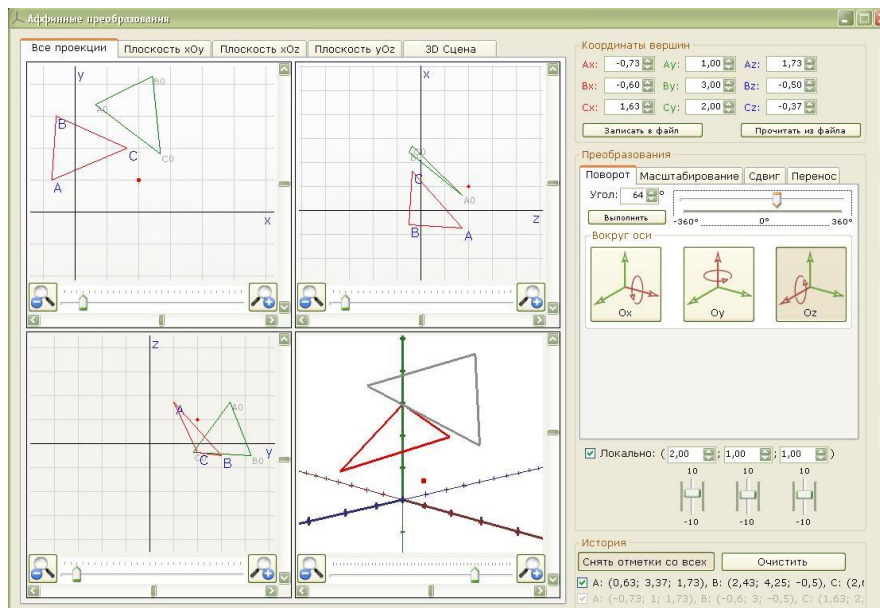 Аффинные преобразования
Все проекции
Плоскость xOy
Плоскость xOz
Плоскость yOz
3D Сцена
y
B0
A0
B
C0
C
A
x
x
C0
B0
C
A0
B
A
z
z
A
A0
C
B
B0
y
Координаты вершин
Ax: -0,73 Ay: 1,00 Az: 1,73
Bx: -0,60 By: 3,00 Bz: -0,50
Cx: 1,63 Cy: 2,00 Cz: -0,37
Записать в файл
Прочитать из файла
Преобразования
Поворот
Масштабирование
Сдвиг
Перенос
Угол: 64 °
Выполнить
-360° 0° 360°
Вокруг оси
Ox
Oy
Oz
Локально: ( 2,00 ; 1,00 ; 1,00 )
10 10 10
-10 -10 -10
История
Снять отметки со всех
Очистить
A: (0,63; 3,37; 1,73), B: (2,43; 4,25; -0,5), C: (2,6
A: (-0,73; 1; 1,73), B: (-0,6; 3; -0,5), C: (1,63; 2;